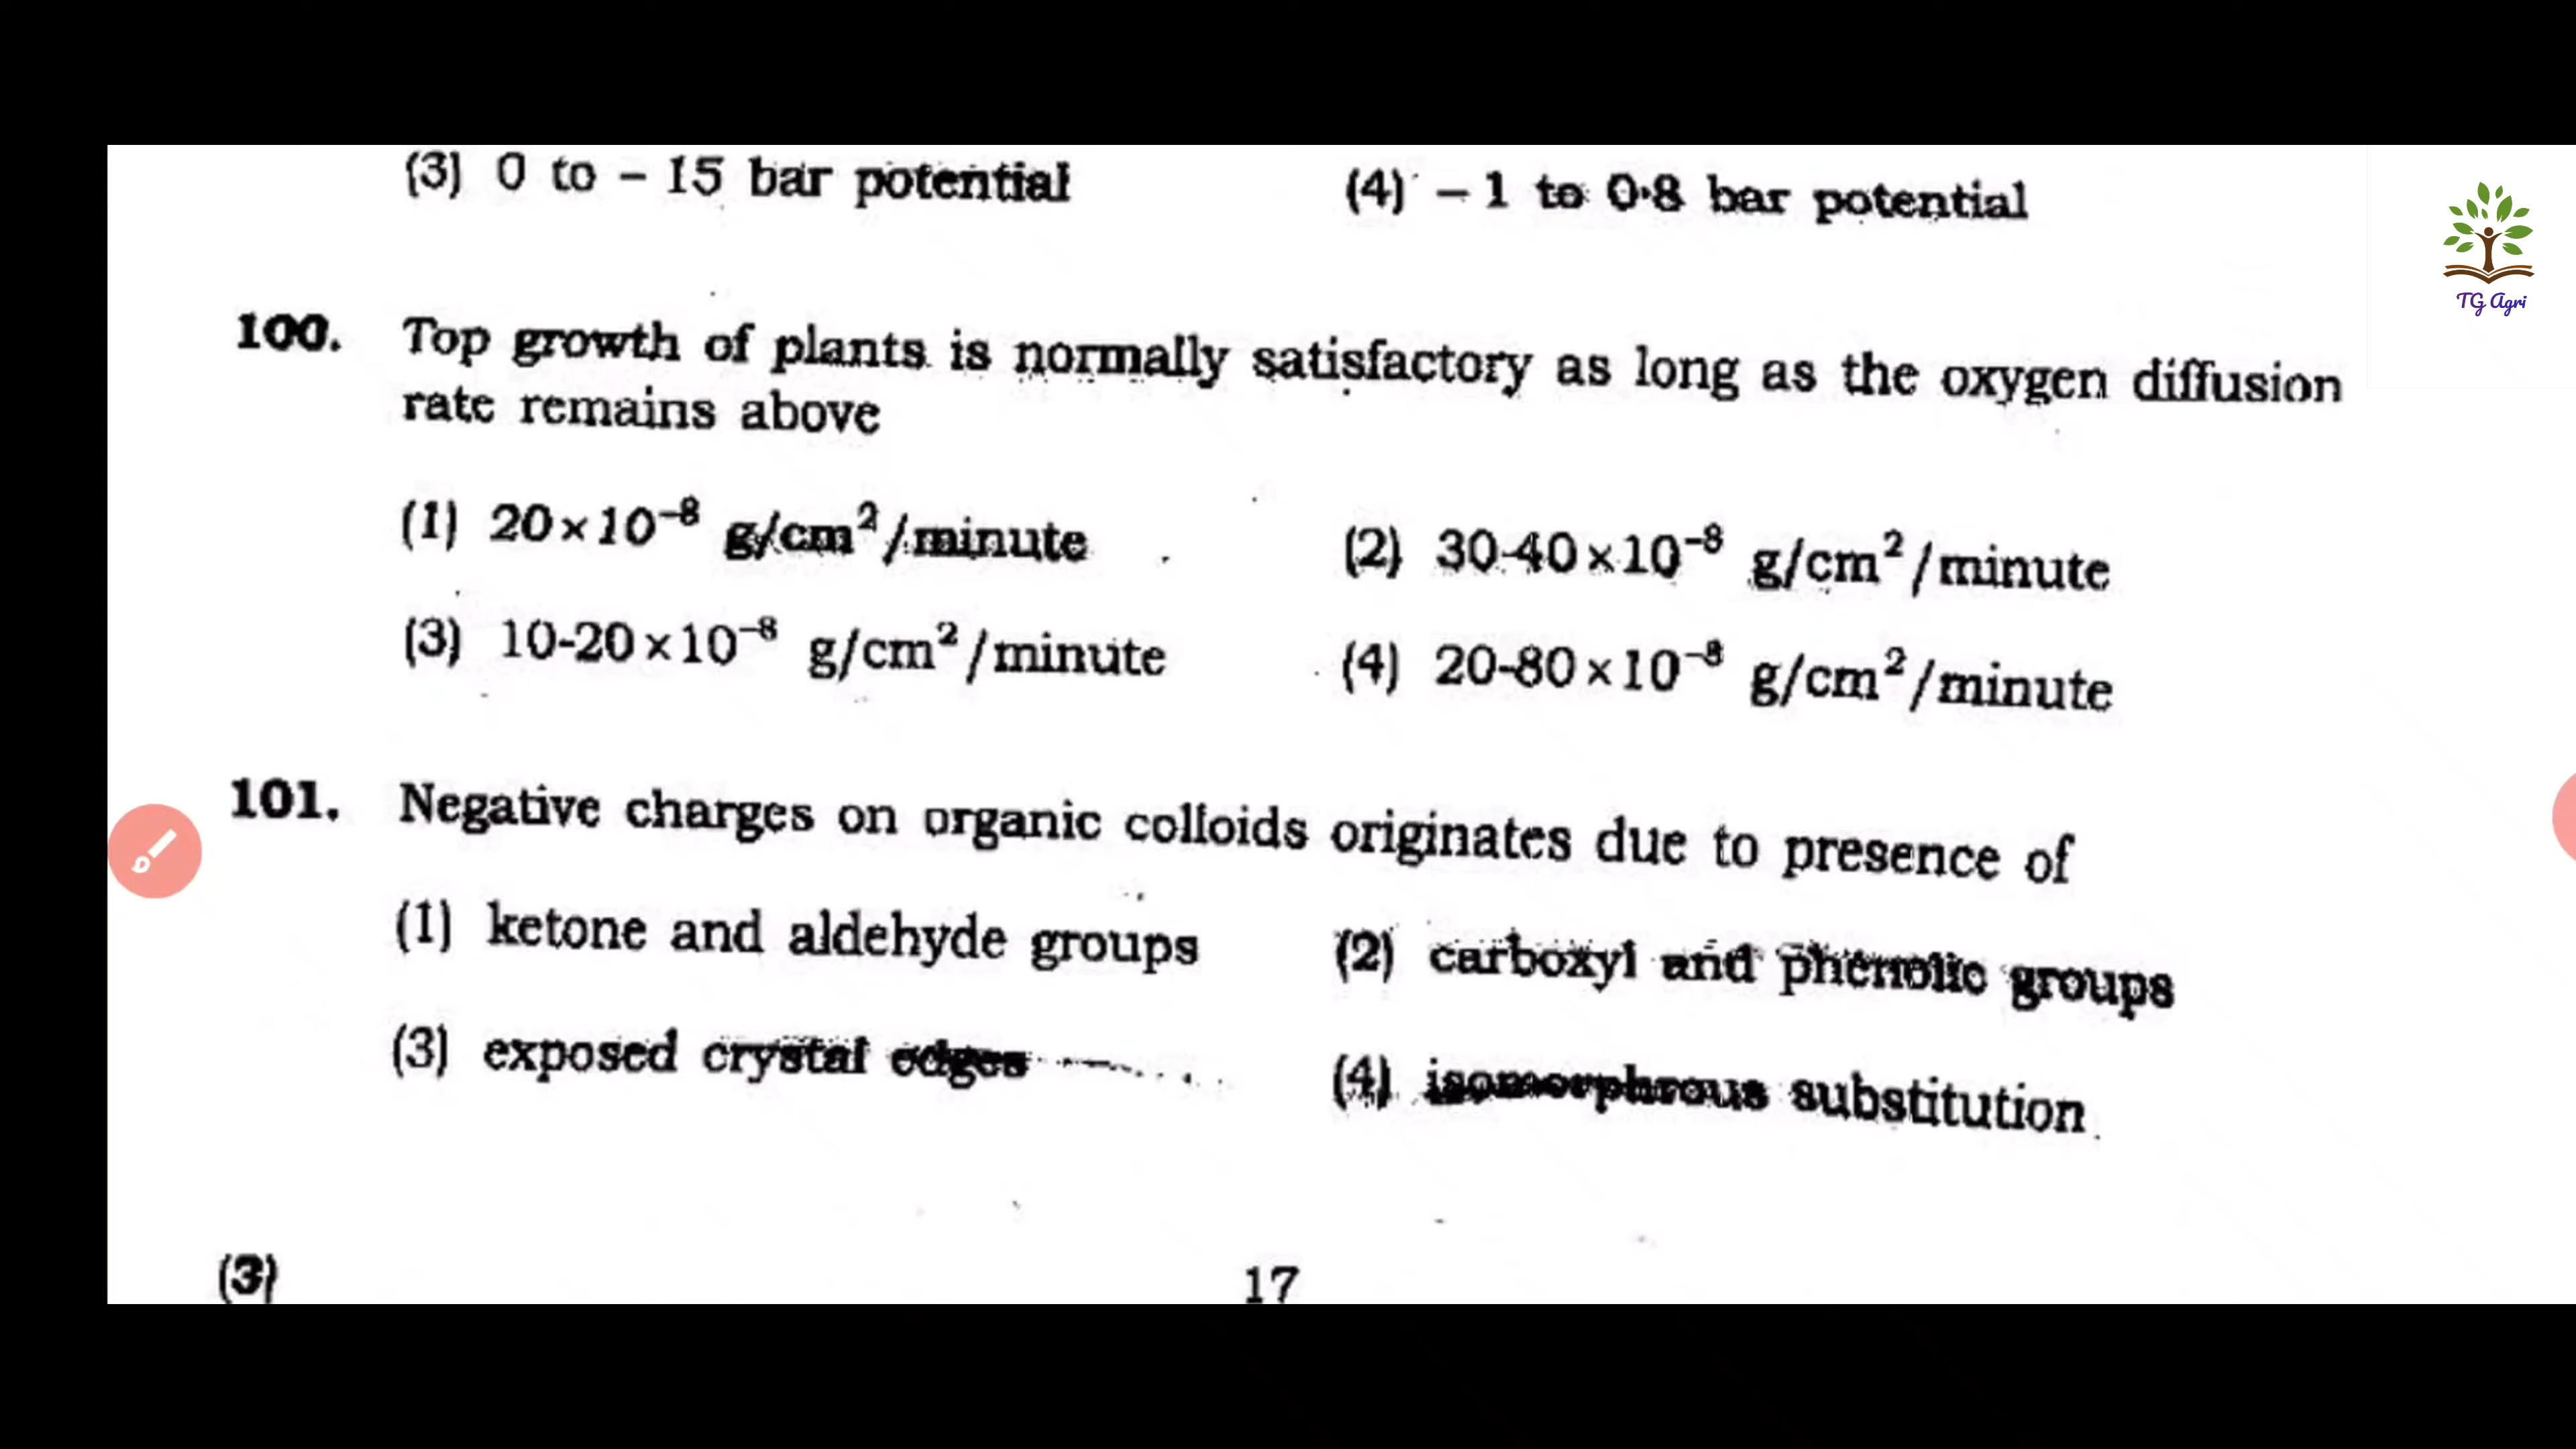 (3) 0 to – 15 bar potential (4) – 1 to 0·8 bar potential
TG Agri
100. Top growth of plants is normally satisfactory as long as the oxygen diffusion
rate remains above
(1) 20×10⁻⁸ g/cm²/minute (2) 30-40×10⁻⁸ g/cm²/minute
(3) 10-20×10⁻⁸ g/cm²/minute (4) 20-80×10⁻⁸ g/cm²/minute
101. Negative charges on organic colloids originates due to presence of
(1) ketone and aldehyde groups (2) carboxyl and phenolic groups
(3) exposed crystal edges (4) isomorphrous substitution
(3) 17